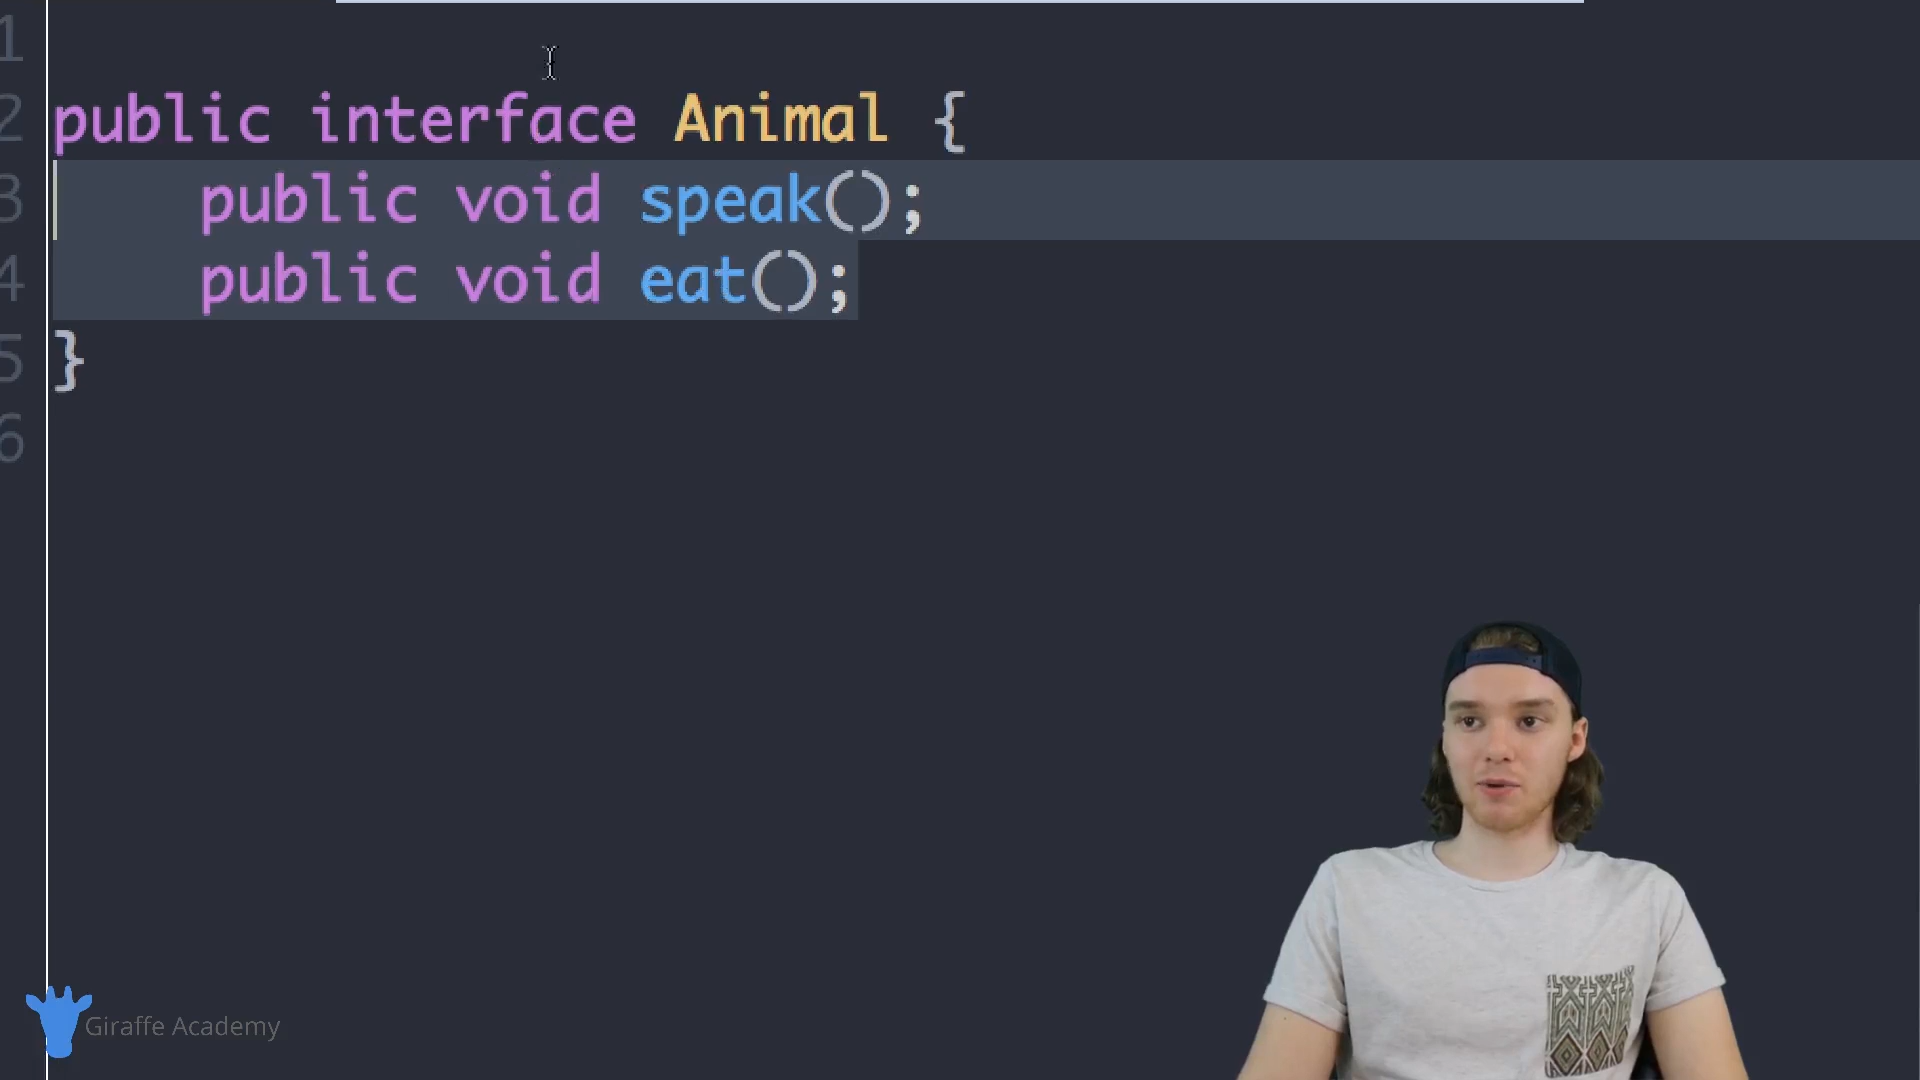 1
2 public interface Animal {
3     public void speak();
4     public void eat();
5 }
6
Giraffe Academy